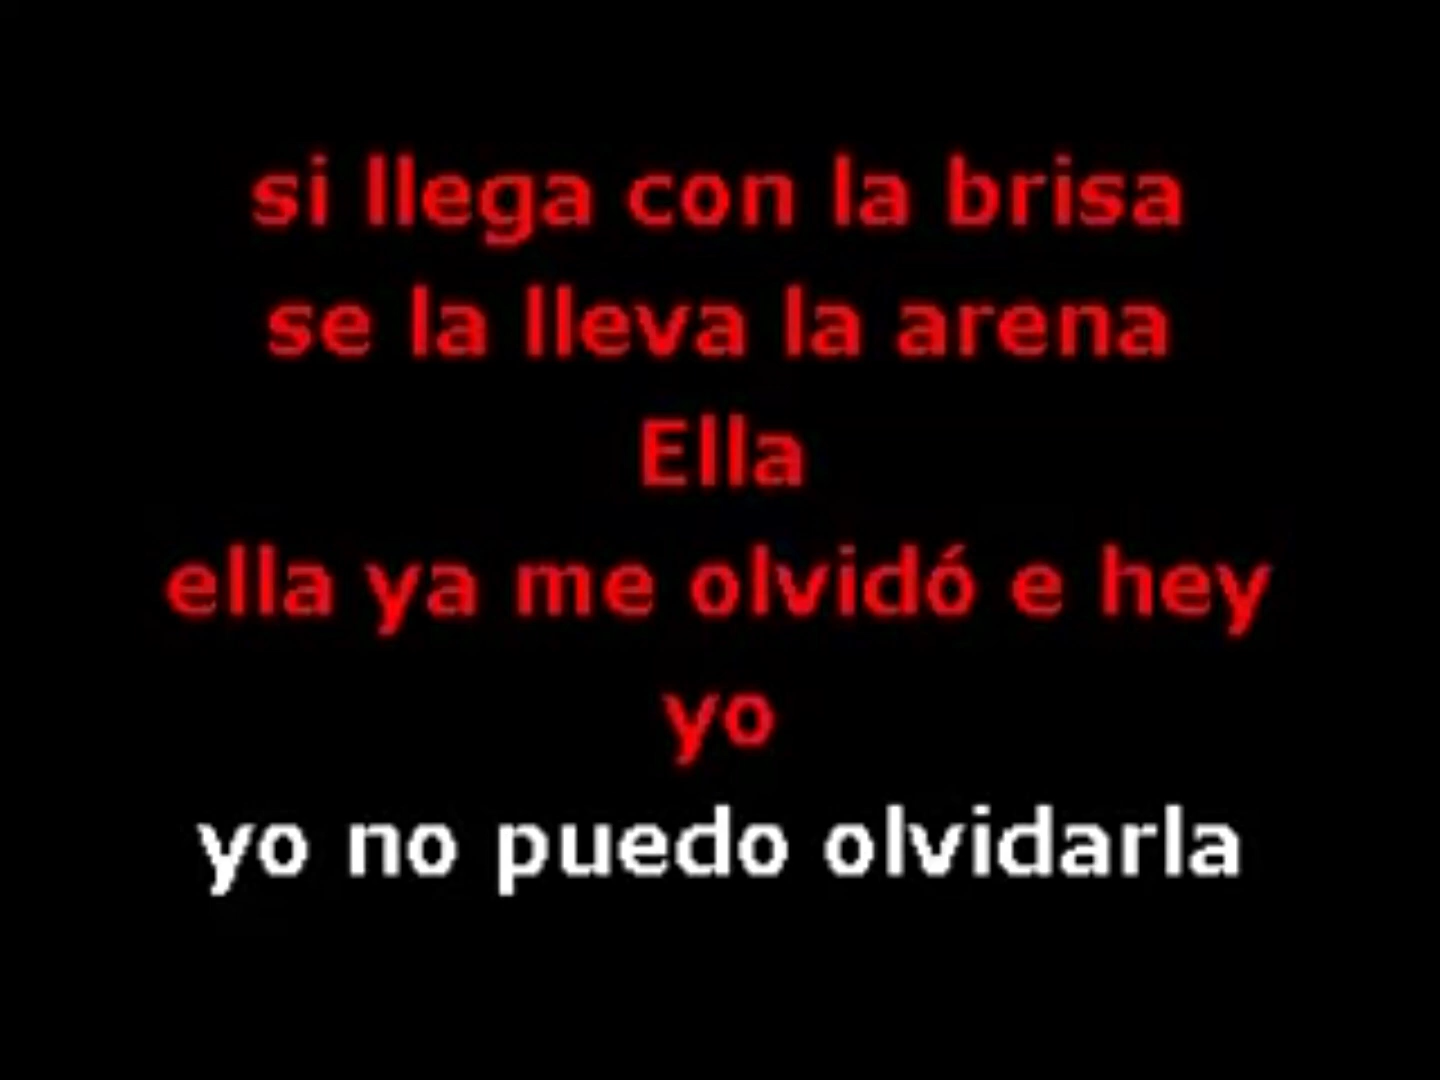 si llega con la brisa
se la lleva la arena
Ella
ella ya me olvidó e hey
yo
yo no puedo olvidarla